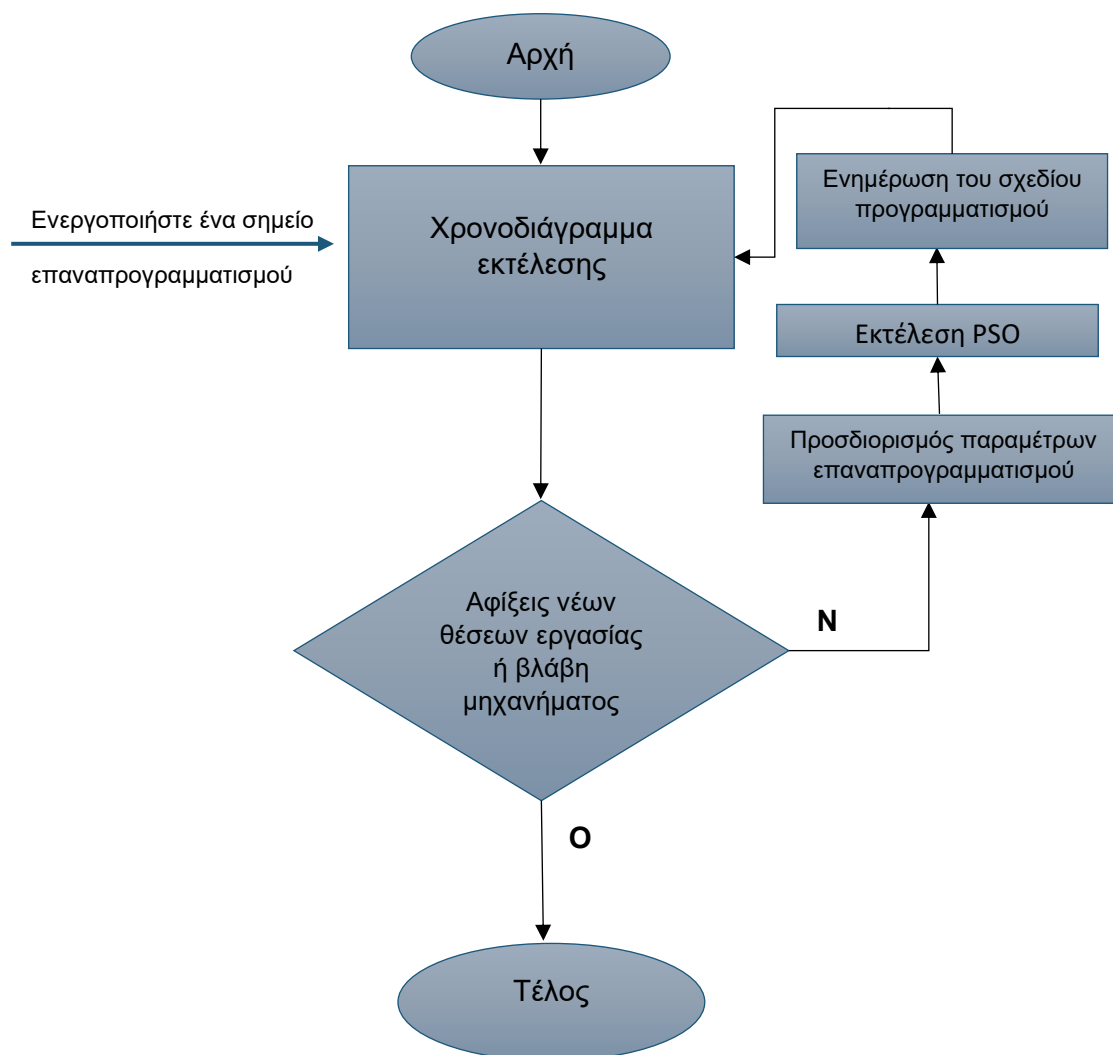 Αρχή
Ενημέρωση του σχεδίου
προγραμματισμού
Ενεργοποιήστε ένα σημείο
επαναπρογραμματισμού
Χρονοδιάγραμμα
εκτέλεσης
Εκτέλεση PSO
Προσδιορισμός παραμέτρων
επαναπρογραμματισμού
Αφίξεις νέων
θέσεων εργασίας
ή βλάβη
μηχανήματος
Ν
Ο
Τέλος